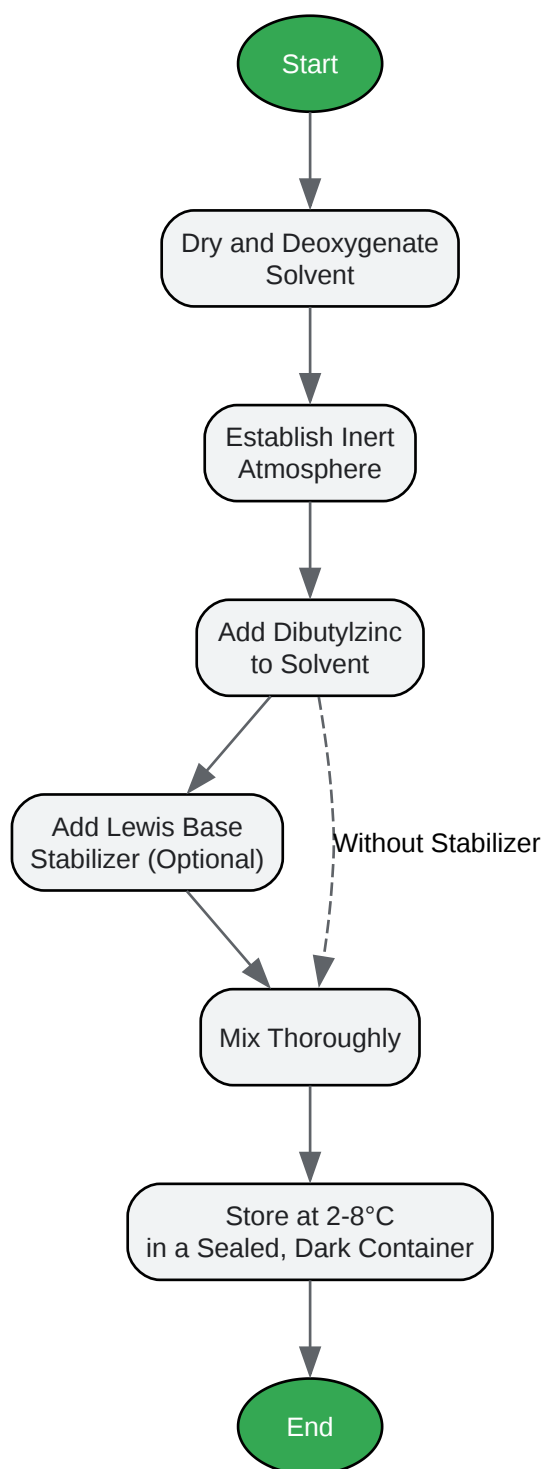 Start
Dry and Deoxygenate
Solvent
Establish Inert
Atmosphere
Add Dibutylzinc
to Solvent
Add Lewis Base
Stabilizer (Optional)
Without Stabilizer
Mix Thoroughly
Store at 2-8°C
in a Sealed, Dark Container
End